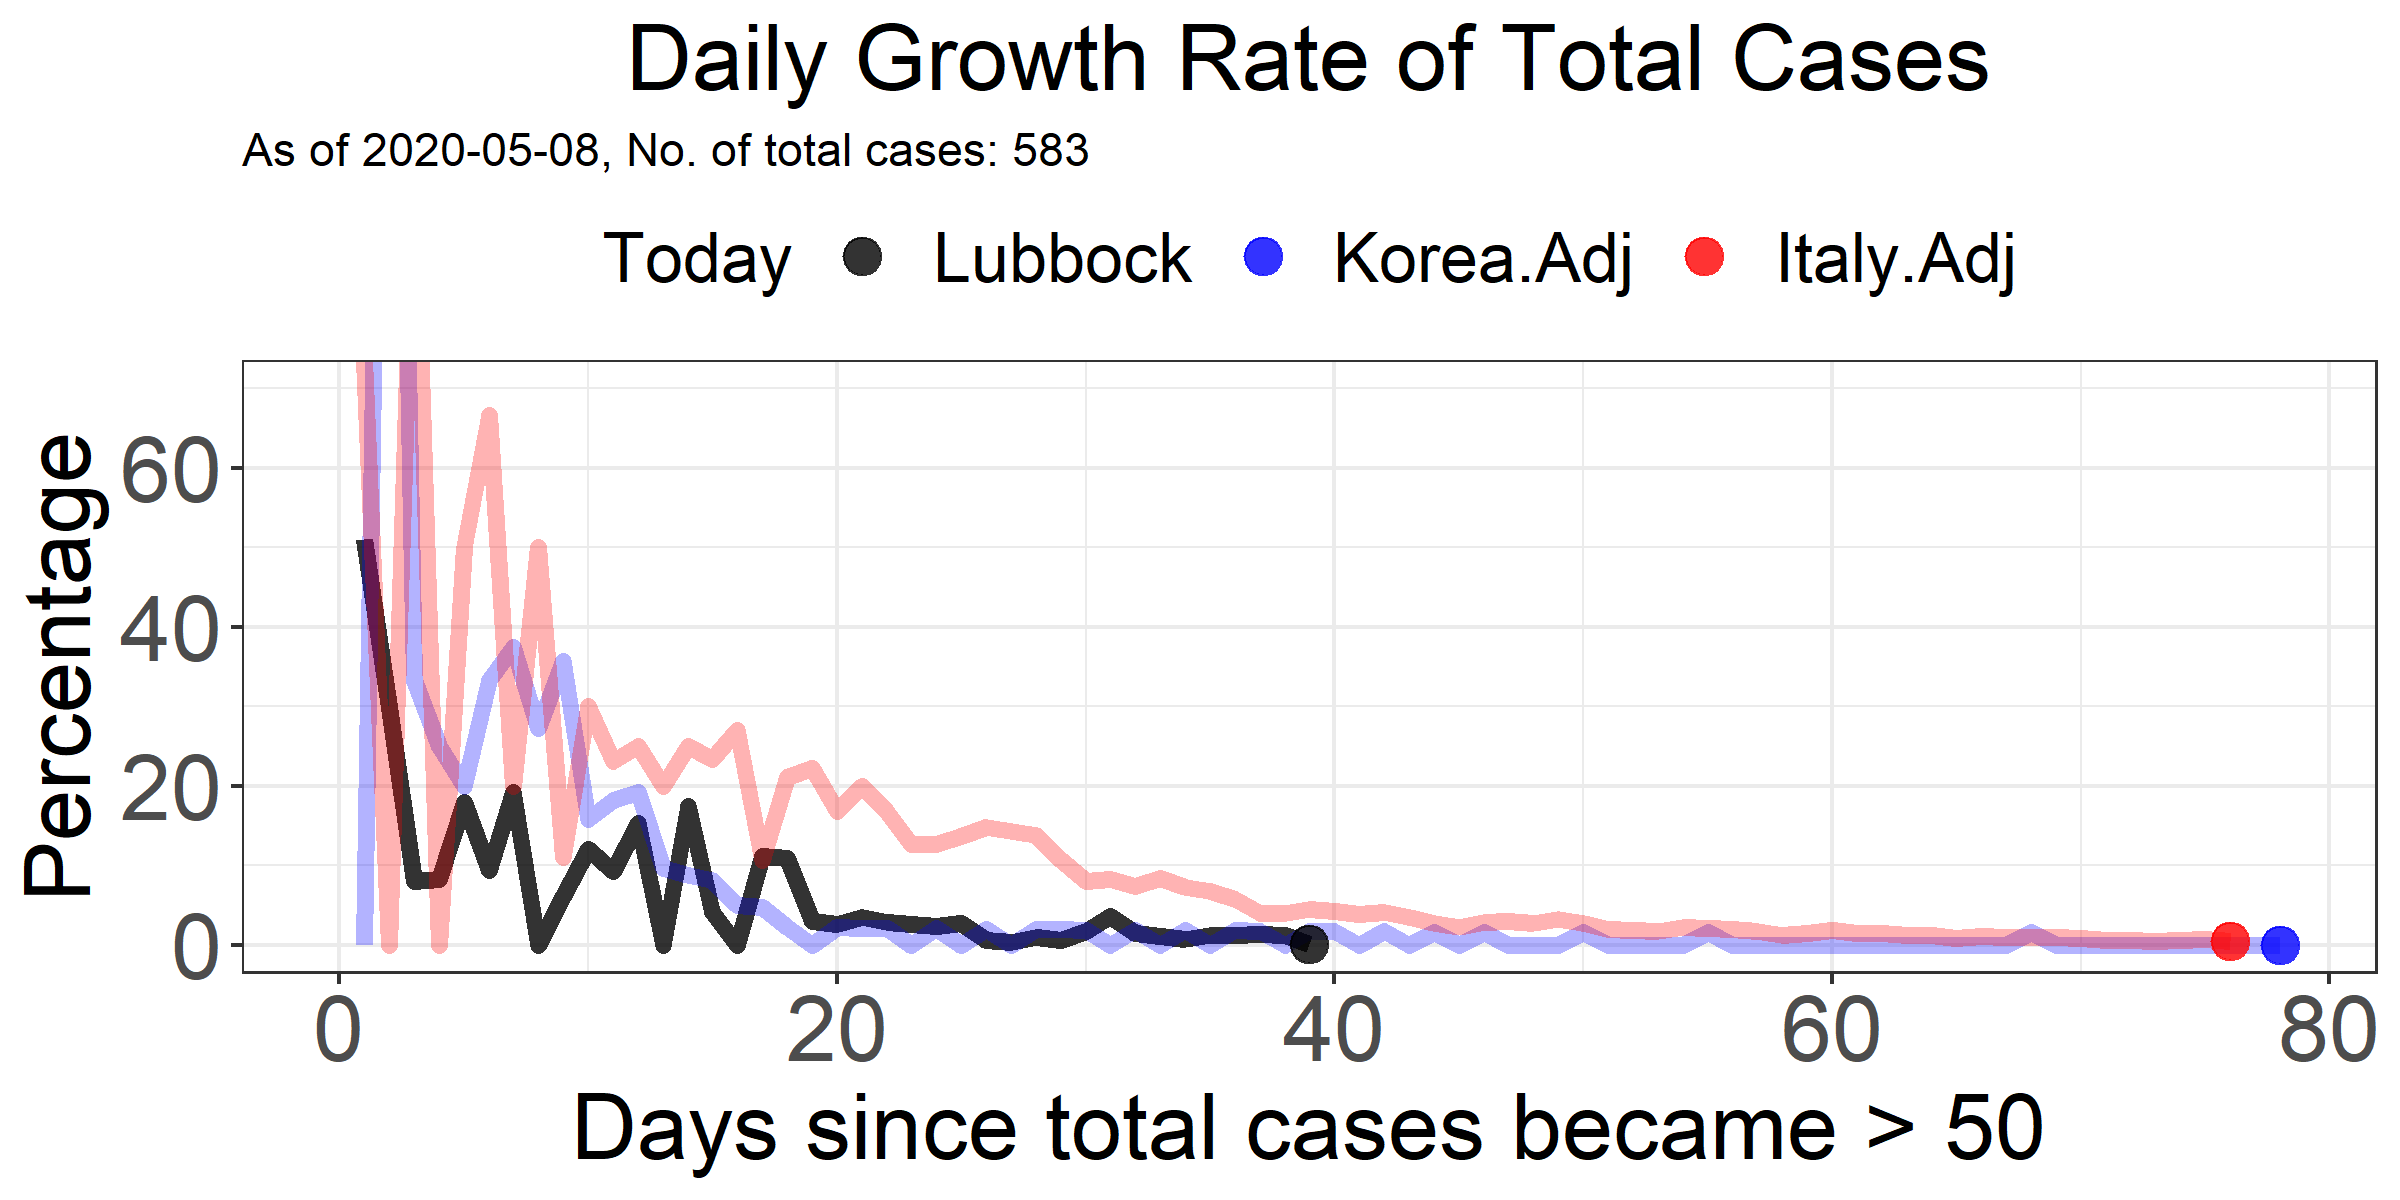 Daily Growth Rate of Total Cases
As of 2020-05-08, No. of total cases: 583
Today Lubbock Korea.Adj Italy.Adj
Percentage
60
40
20
0
0 20 40 60 80
Days since total cases became > 50